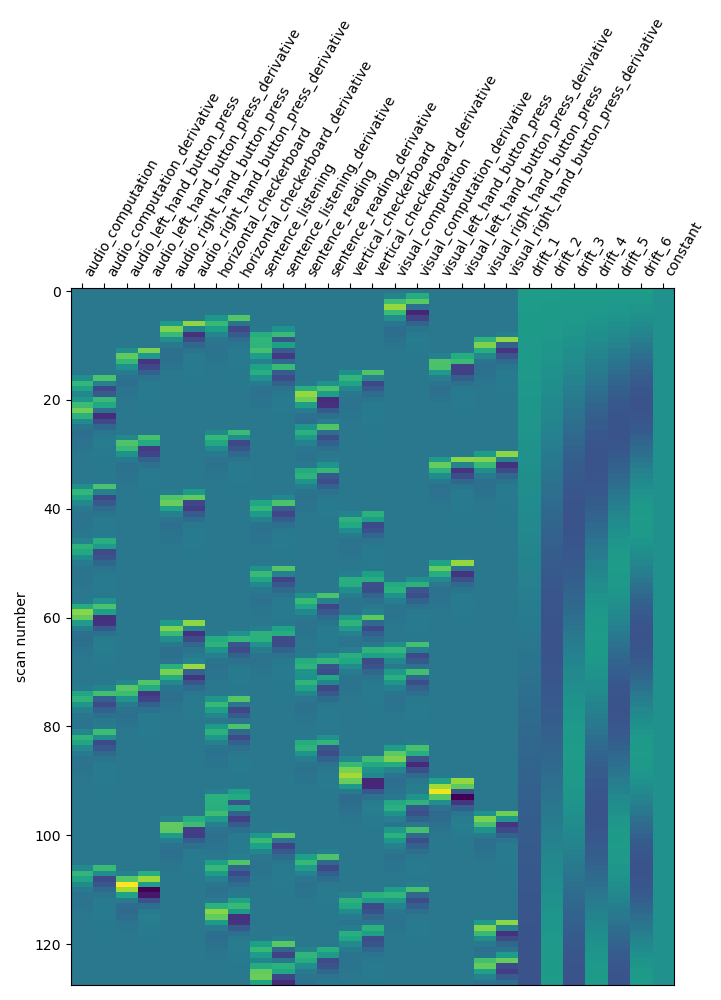 audio_computation
audio_computation_derivative
audio_left_hand_button_press
audio_left_hand_button_press_derivative
audio_right_hand_button_press
audio_right_hand_button_press_derivative
horizontal_checkerboard
horizontal_checkerboard_derivative
sentence_listening
sentence_listening_derivative
sentence_reading
sentence_reading_derivative
vertical_checkerboard
vertical_checkerboard_derivative
visual_computation
visual_computation_derivative
visual_left_hand_button_press
visual_left_hand_button_press_derivative
visual_right_hand_button_press
visual_right_hand_button_press_derivative
drift_1
drift_2
drift_3
drift_4
drift_5
drift_6
constant
0
20
40
60
80
100
120
scan number